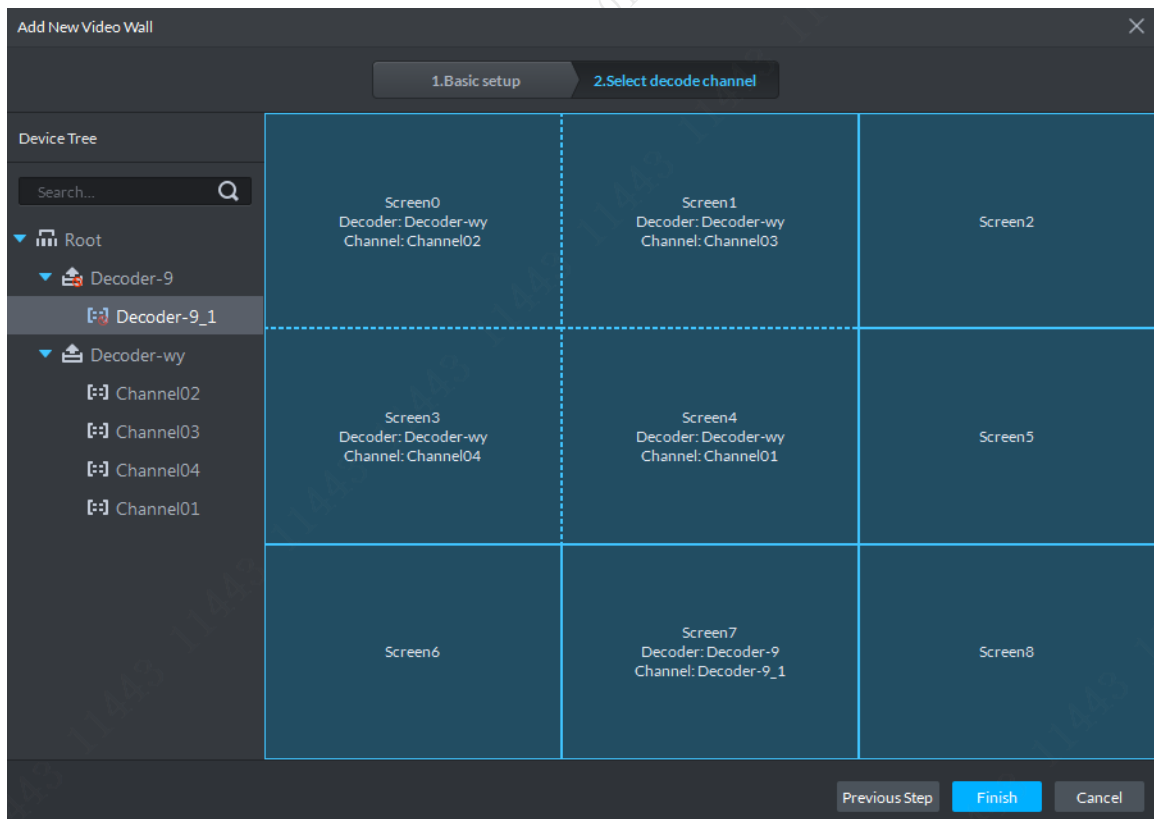 Add New Video Wall
1.Basic setup
2.Select decode channel
Device Tree
Search...
Root
Decoder-9
Decoder-9_1
Decoder-wy
Channel02
Channel03
Channel04
Channel01
Screen0
Decoder: Decoder-wy
Channel: Channel02
Screen1
Decoder: Decoder-wy
Channel: Channel03
Screen2
Screen3
Decoder: Decoder-wy
Channel: Channel04
Screen4
Decoder: Decoder-wy
Channel: Channel01
Screen5
Screen6
Screen7
Decoder: Decoder-9
Channel: Decoder-9_1
Screen8
Previous Step
Finish
Cancel